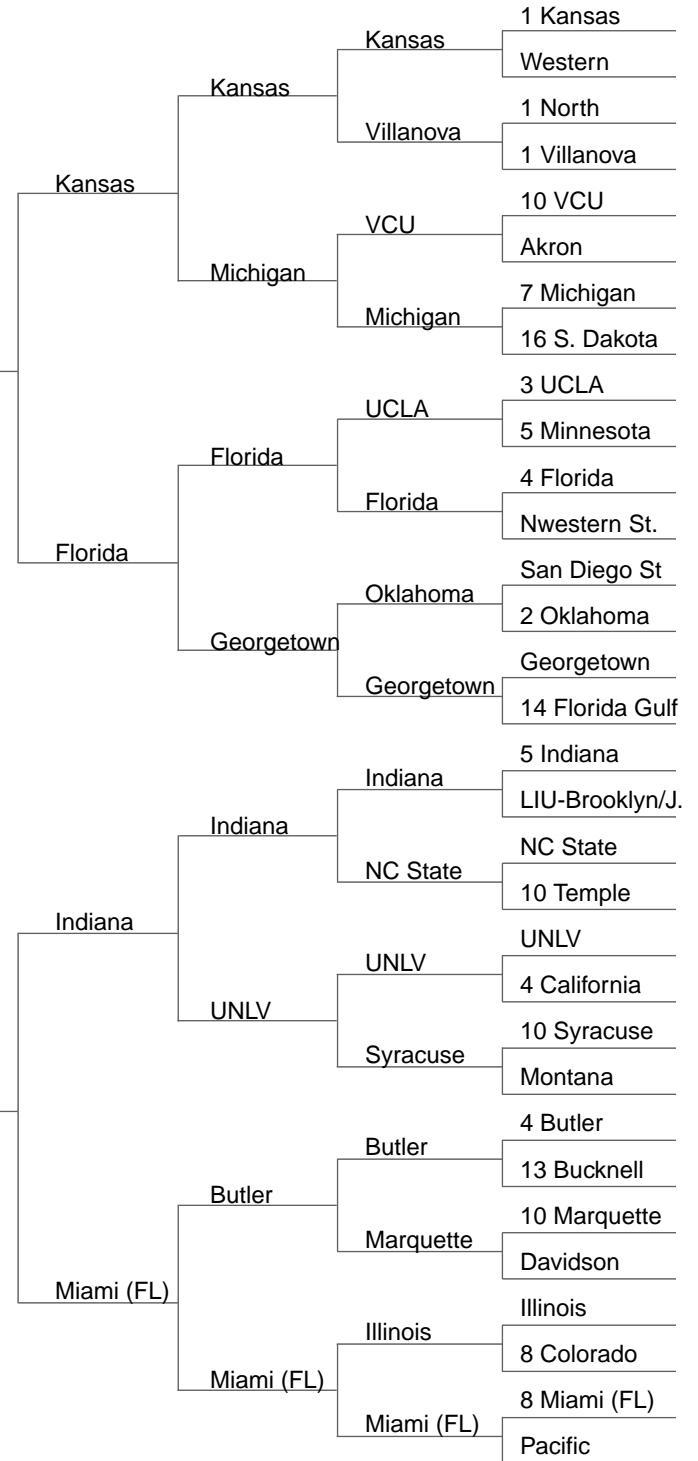 1 Kansas
Kansas
Western
Kansas
1 North
Villanova
1 Villanova
Kansas
10 VCU
VCU
Akron
Michigan
7 Michigan
Michigan
16 S. Dakota
3 UCLA
UCLA
5 Minnesota
Florida
4 Florida
Florida
Nwestern St.
Florida
San Diego St
Oklahoma
2 Oklahoma
Georgetown
Georgetown
Georgetown
14 Florida Gulf
5 Indiana
Indiana
LIU-Brooklyn/J.
Indiana
NC State
NC State
10 Temple
Indiana
UNLV
UNLV
4 California
UNLV
10 Syracuse
Syracuse
Montana
4 Butler
Butler
13 Bucknell
Butler
10 Marquette
Marquette
Davidson
Miami (FL)
Illinois
Illinois
8 Colorado
Miami (FL)
8 Miami (FL)
Miami (FL)
Pacific